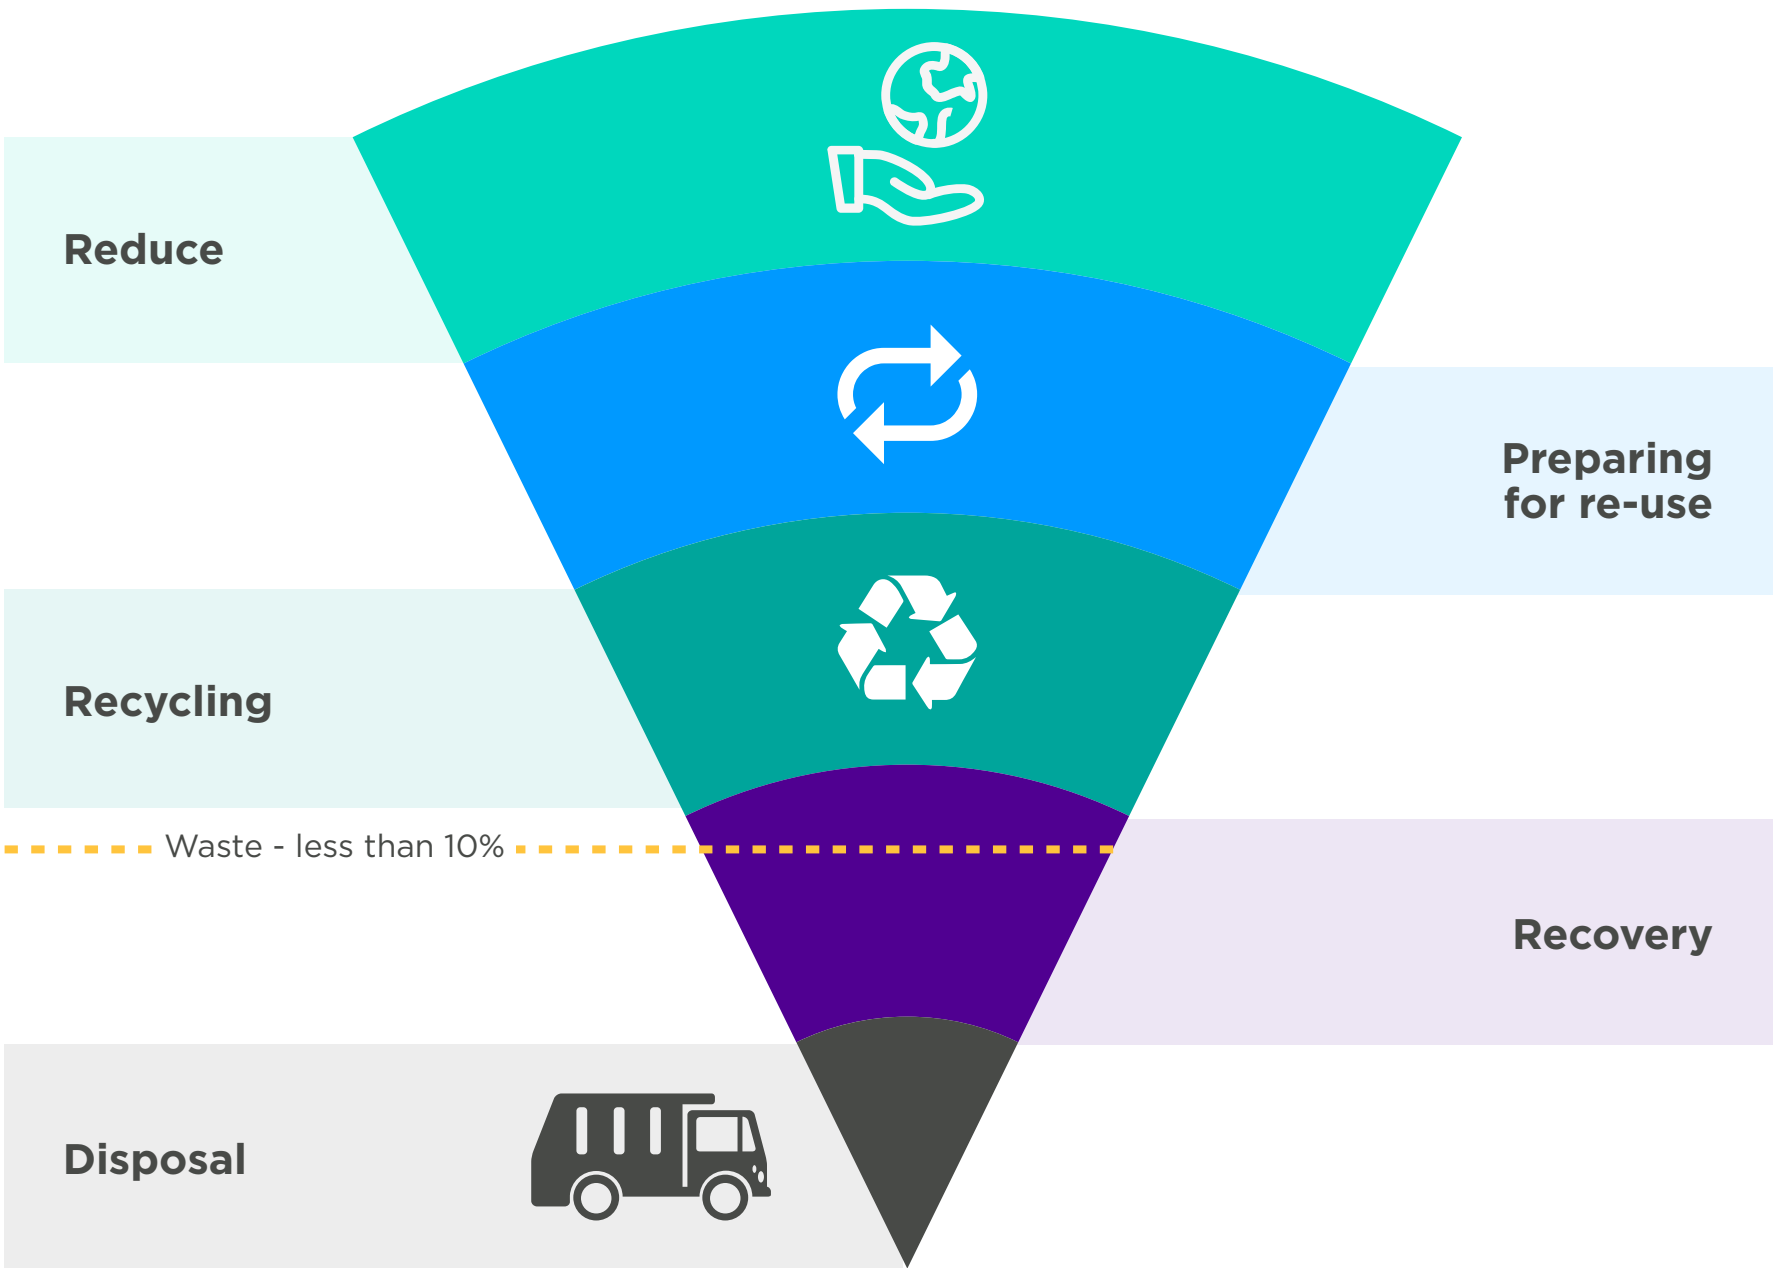 Reduce
Preparing
for re-use
Recycling
Waste - less than 10%
Recovery
Disposal